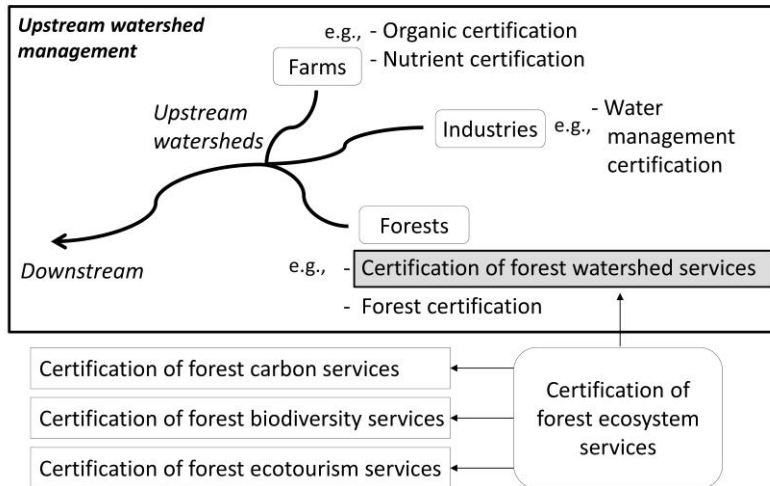 Upstream watershed
management
e.g., - Organic certification
- Nutrient certification
Farms
Upstream
watersheds
Industries
e.g., - Water
management
certification
Forests
Downstream
e.g., - Certification of forest watershed services
- Forest certification
Certification of forest carbon services
Certification of forest biodiversity services
Certification of forest ecotourism services
Certification of
forest ecosystem
services